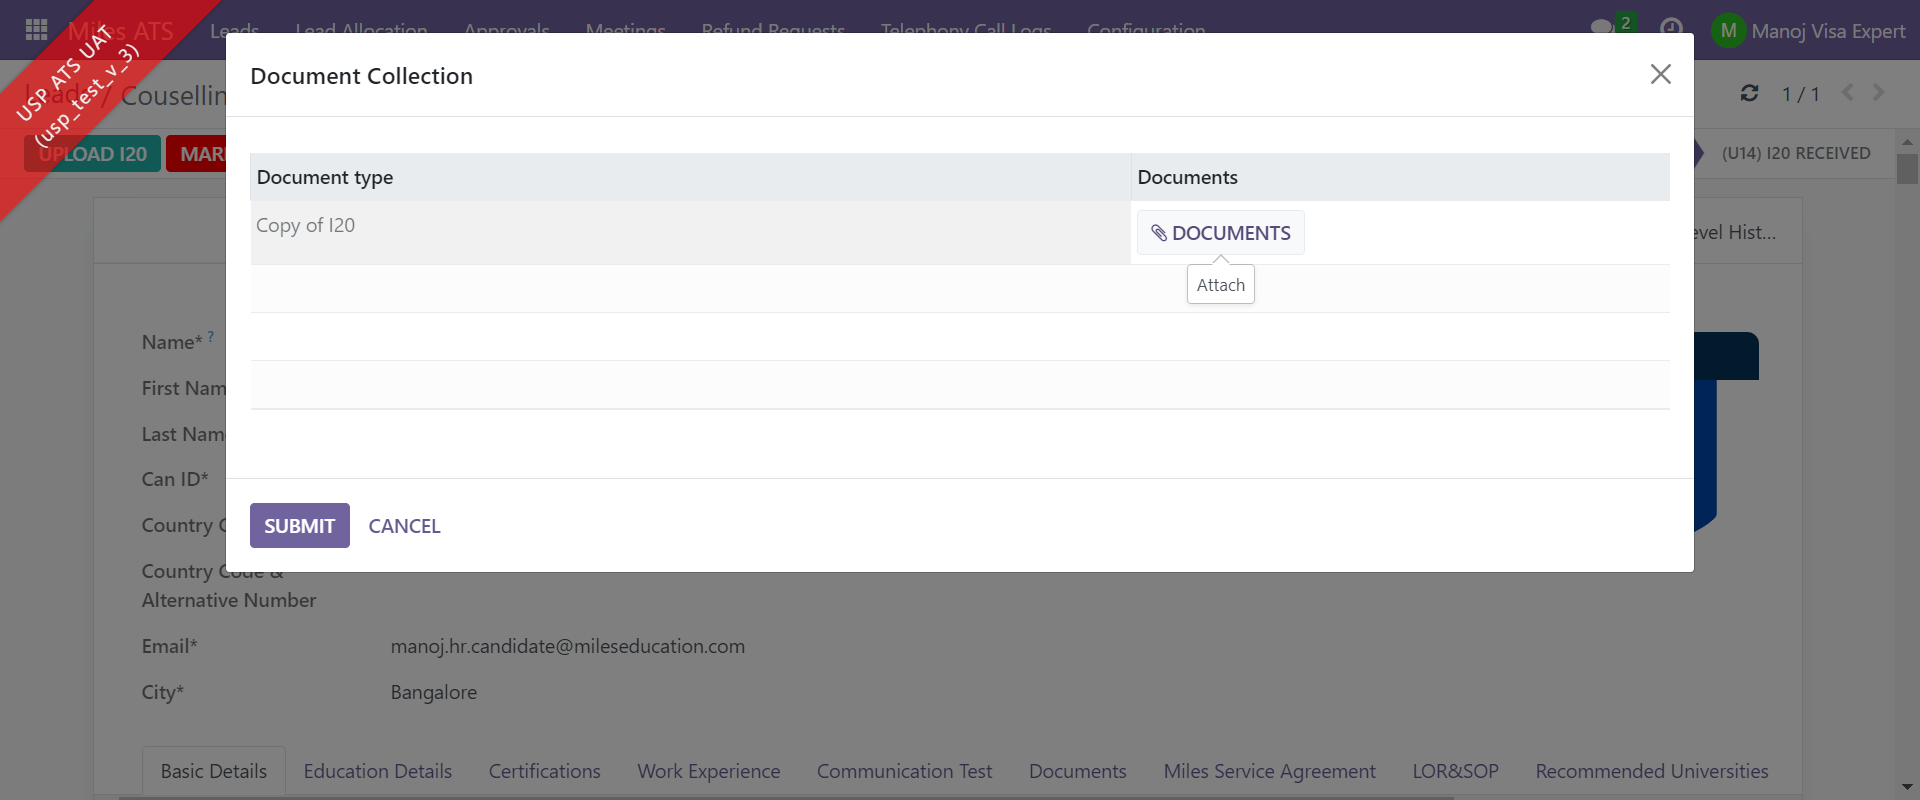 Miles ATS Leads Lead Allocation Approvals Meetings Refund Requests Telephony Call Logs Configuration 2 M Manoj Visa Expert
USP ATS UAT
(usp_test_v_3)
Leads / Cousellin
1 / 1
UPLOAD I20 MAR
(U14) I20 RECEIVED
Document Collection
Document type Documents
Copy of I20 DOCUMENTS
Attach
SUBMIT CANCEL
evel Hist...
Name* ?
First Nam
Last Nam
Can ID*
Country C
Country Code &
Alternative Number
Email* manoj.hr.candidate@mileseducation.com
City* Bangalore
Basic Details Education Details Certifications Work Experience Communication Test Documents Miles Service Agreement LOR&SOP Recommended Universities